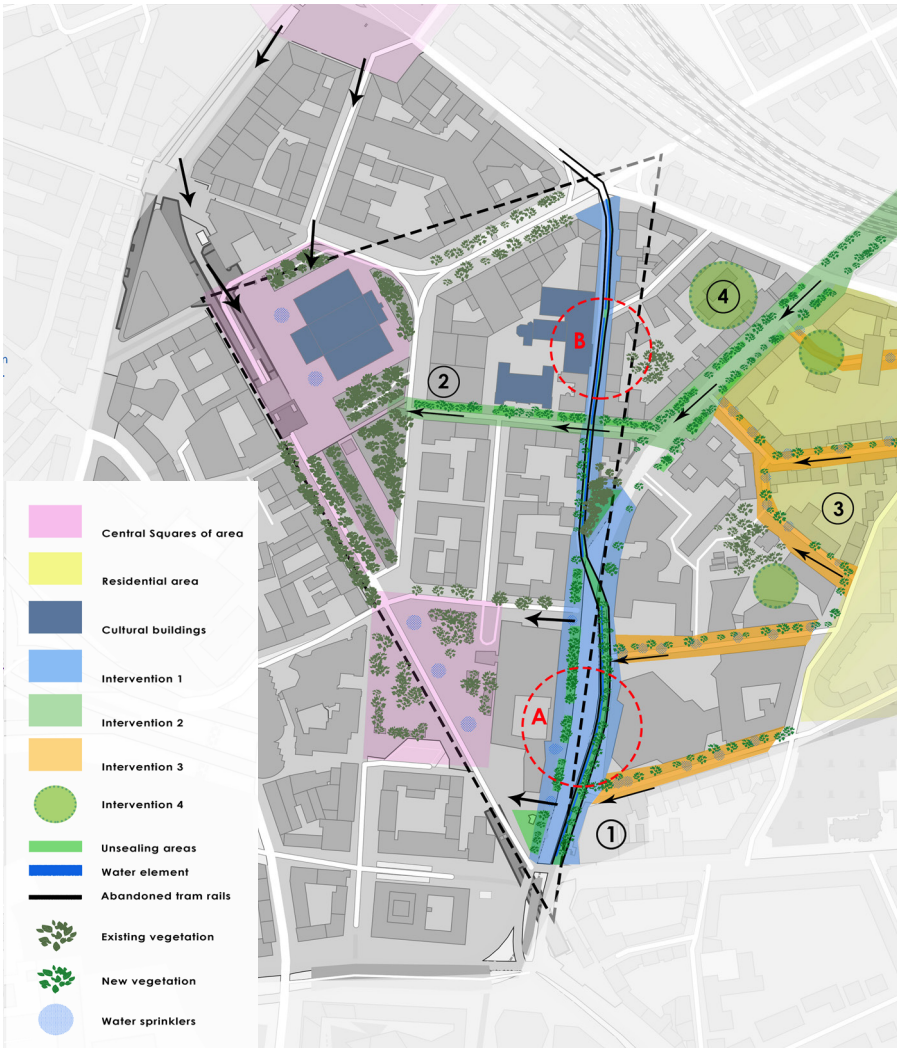 4
B
2
3
A
1
n
Central Squares of area
Residential area
Cultural buildings
Intervention 1
Intervention 2
Intervention 3
Intervention 4
Unsealing areas
Water element
Abandoned tram rails
Existing vegetation
New vegetation
Water sprinklers